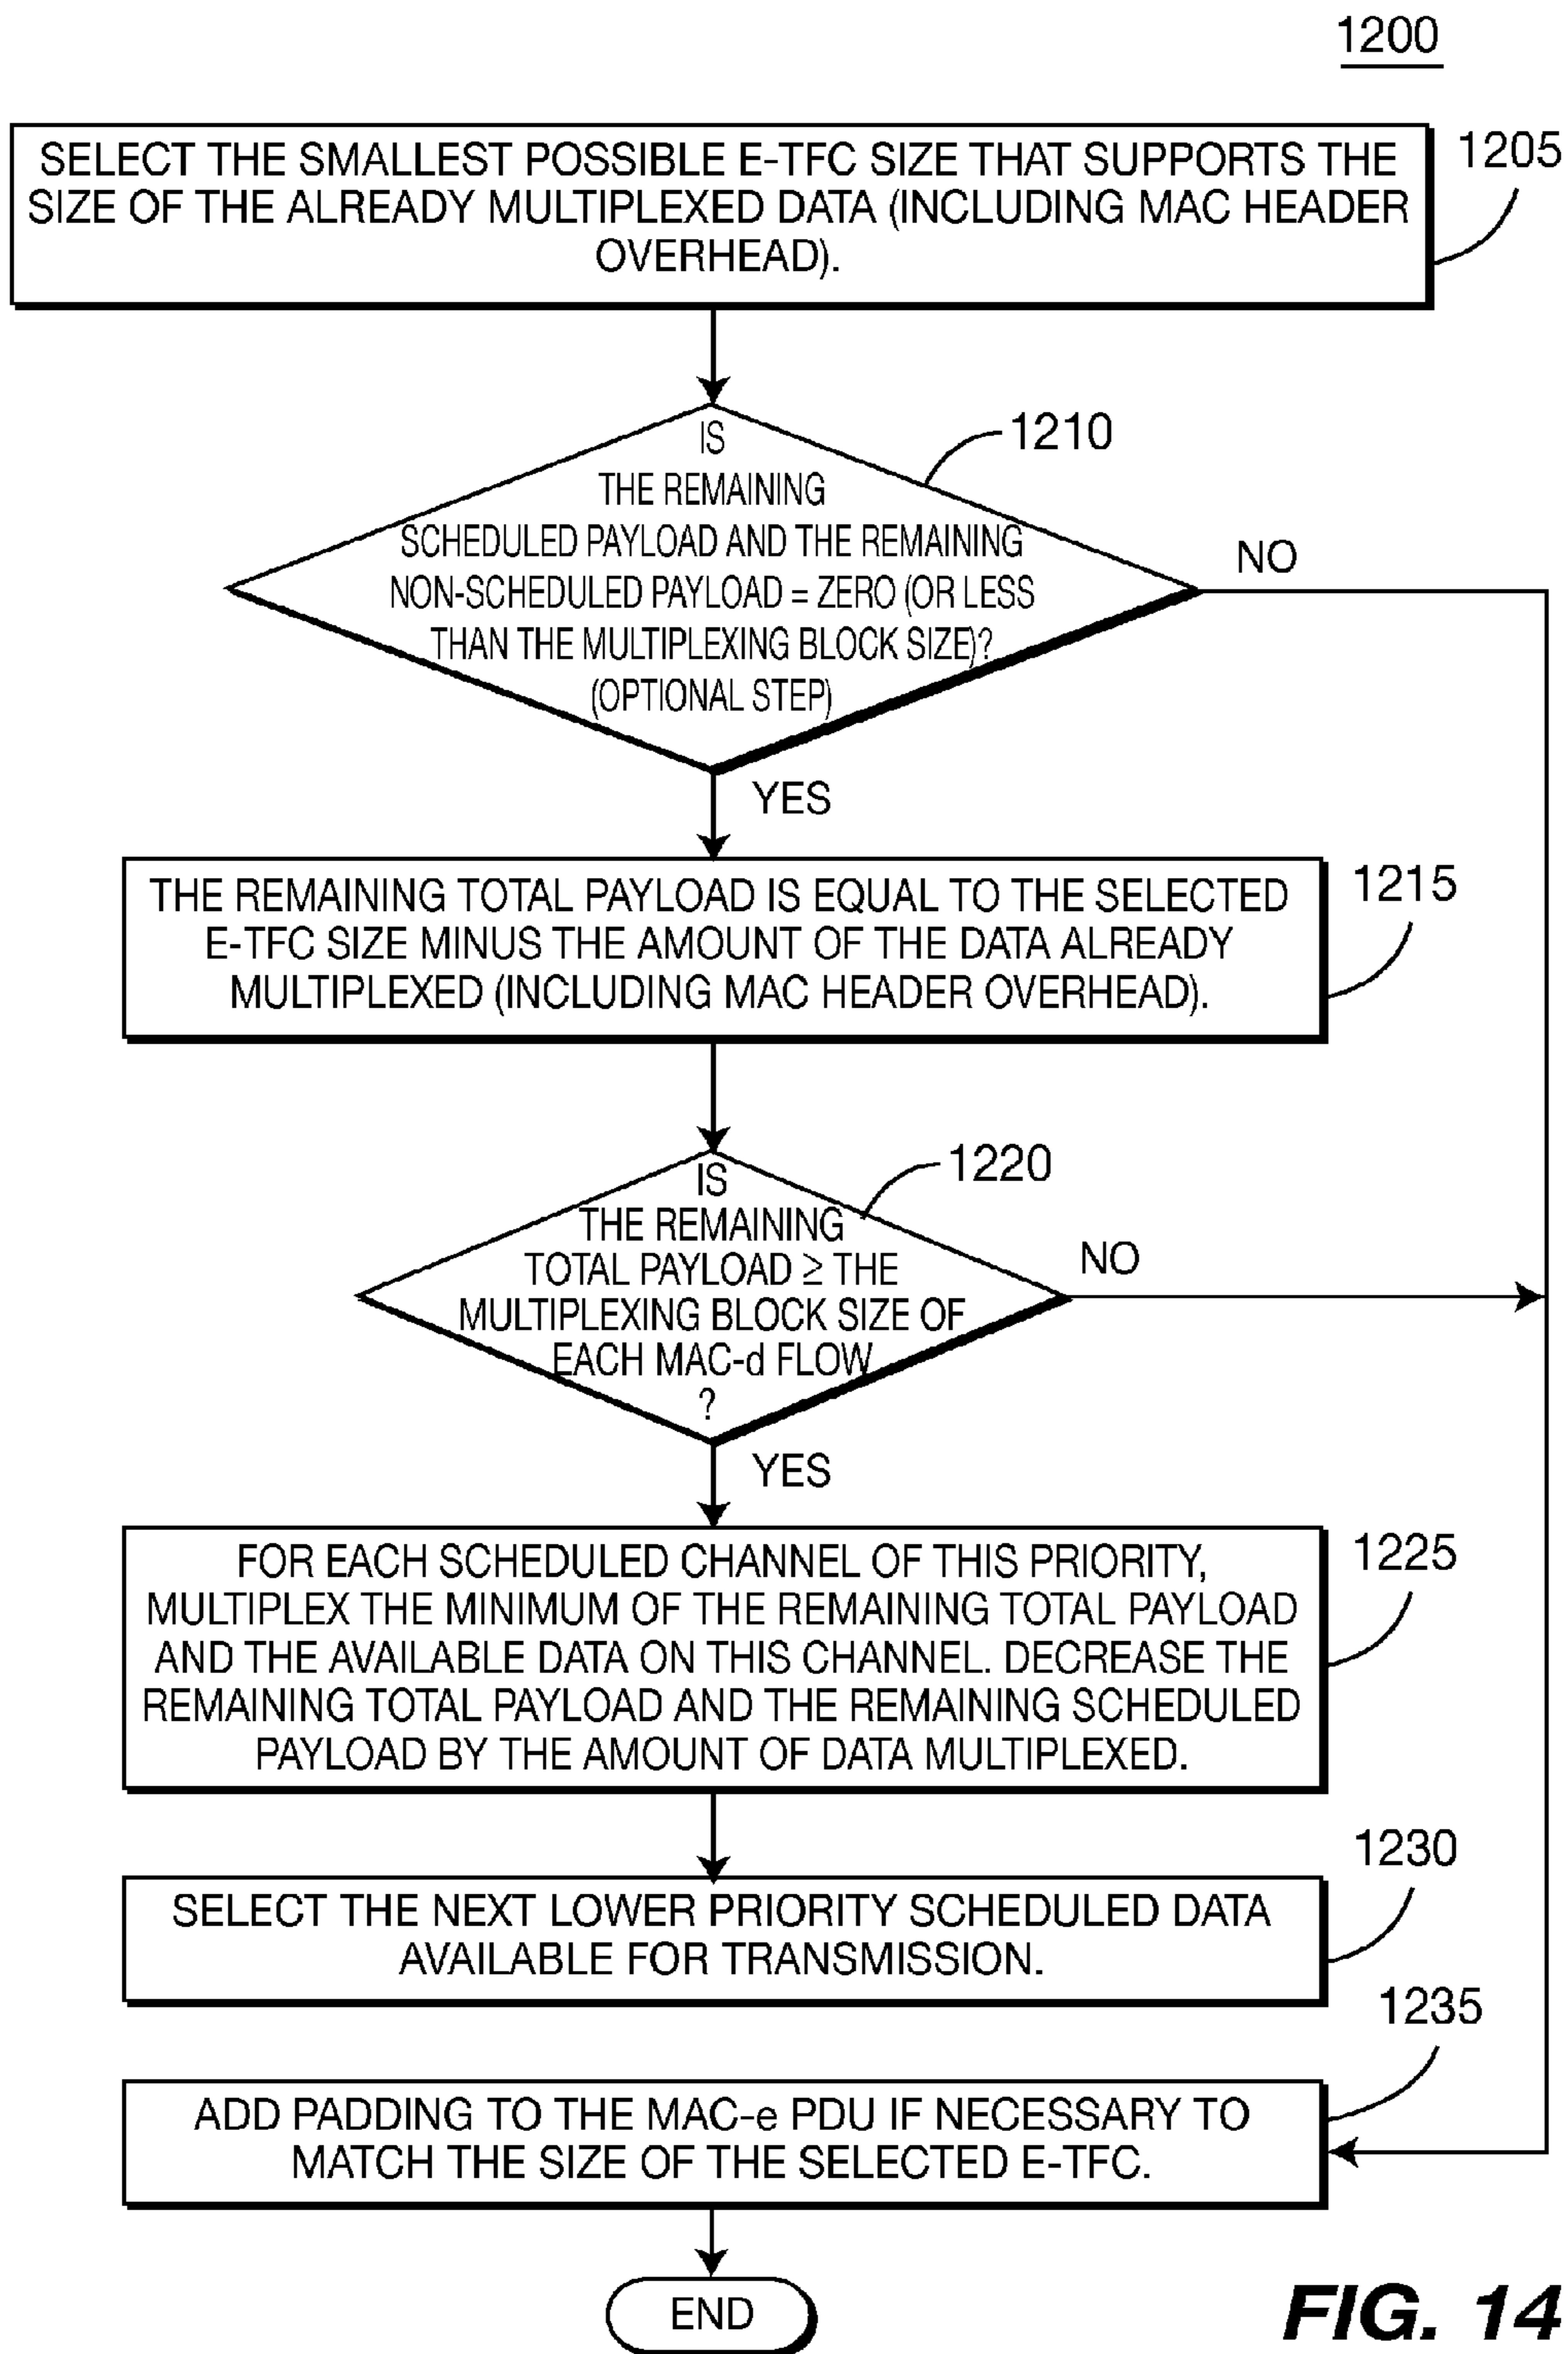 1200
SELECT THE SMALLEST POSSIBLE E-TFC SIZE THAT SUPPORTS THE
SIZE OF THE ALREADY MULTIPLEXED DATA (INCLUDING MAC HEADER
OVERHEAD).
1205
IS
THE REMAINING
SCHEDULED PAYLOAD AND THE REMAINING
NON-SCHEDULED PAYLOAD = ZERO (OR LESS
THAN THE MULTIPLEXING BLOCK SIZE)?
(OPTIONAL STEP)
1210
NO
YES
THE REMAINING TOTAL PAYLOAD IS EQUAL TO THE SELECTED
E-TFC SIZE MINUS THE AMOUNT OF THE DATA ALREADY
MULTIPLEXED (INCLUDING MAC HEADER OVERHEAD).
1215
IS
THE REMAINING
TOTAL PAYLOAD ≥ THE
MULTIPLEXING BLOCK SIZE OF
EACH MAC-d FLOW
?
1220
NO
YES
FOR EACH SCHEDULED CHANNEL OF THIS PRIORITY,
MULTIPLEX THE MINIMUM OF THE REMAINING TOTAL PAYLOAD
AND THE AVAILABLE DATA ON THIS CHANNEL. DECREASE THE
REMAINING TOTAL PAYLOAD AND THE REMAINING SCHEDULED
PAYLOAD BY THE AMOUNT OF DATA MULTIPLEXED.
1225
SELECT THE NEXT LOWER PRIORITY SCHEDULED DATA
AVAILABLE FOR TRANSMISSION.
1230
ADD PADDING TO THE MAC-e PDU IF NECESSARY TO
MATCH THE SIZE OF THE SELECTED E-TFC.
1235
END
FIG. 14